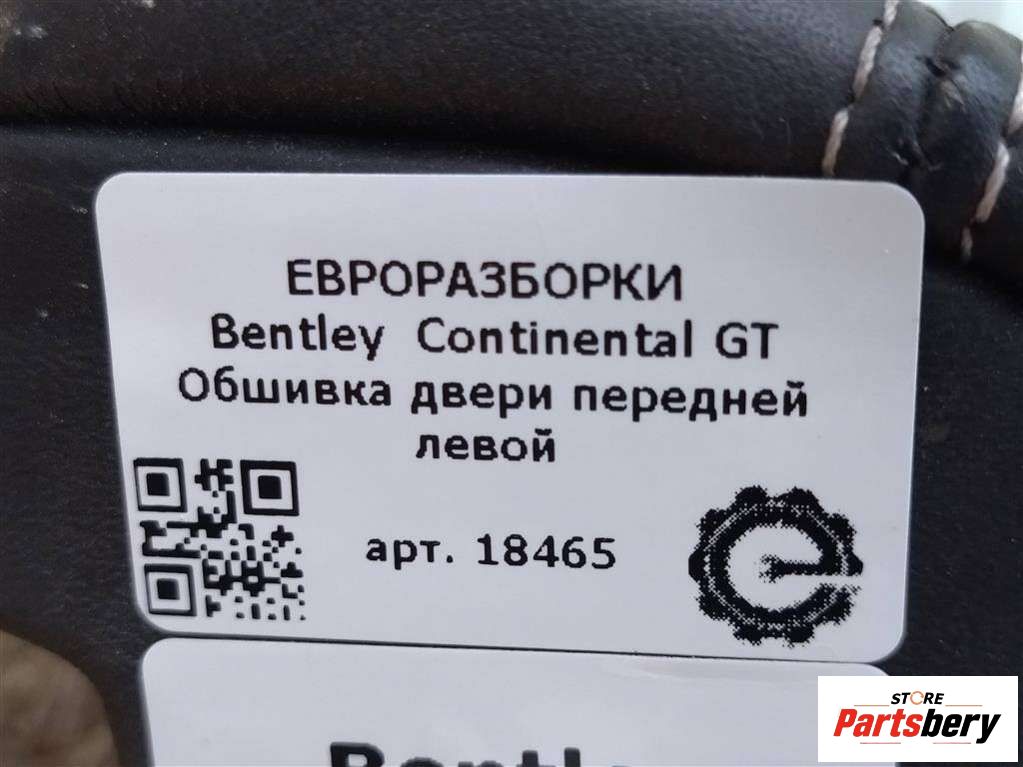 ЕВРОРАЗБОРКИ
Bentley Continental GT
Обшивка двери передней
левой
арт. 18465
STORE
Partsbery